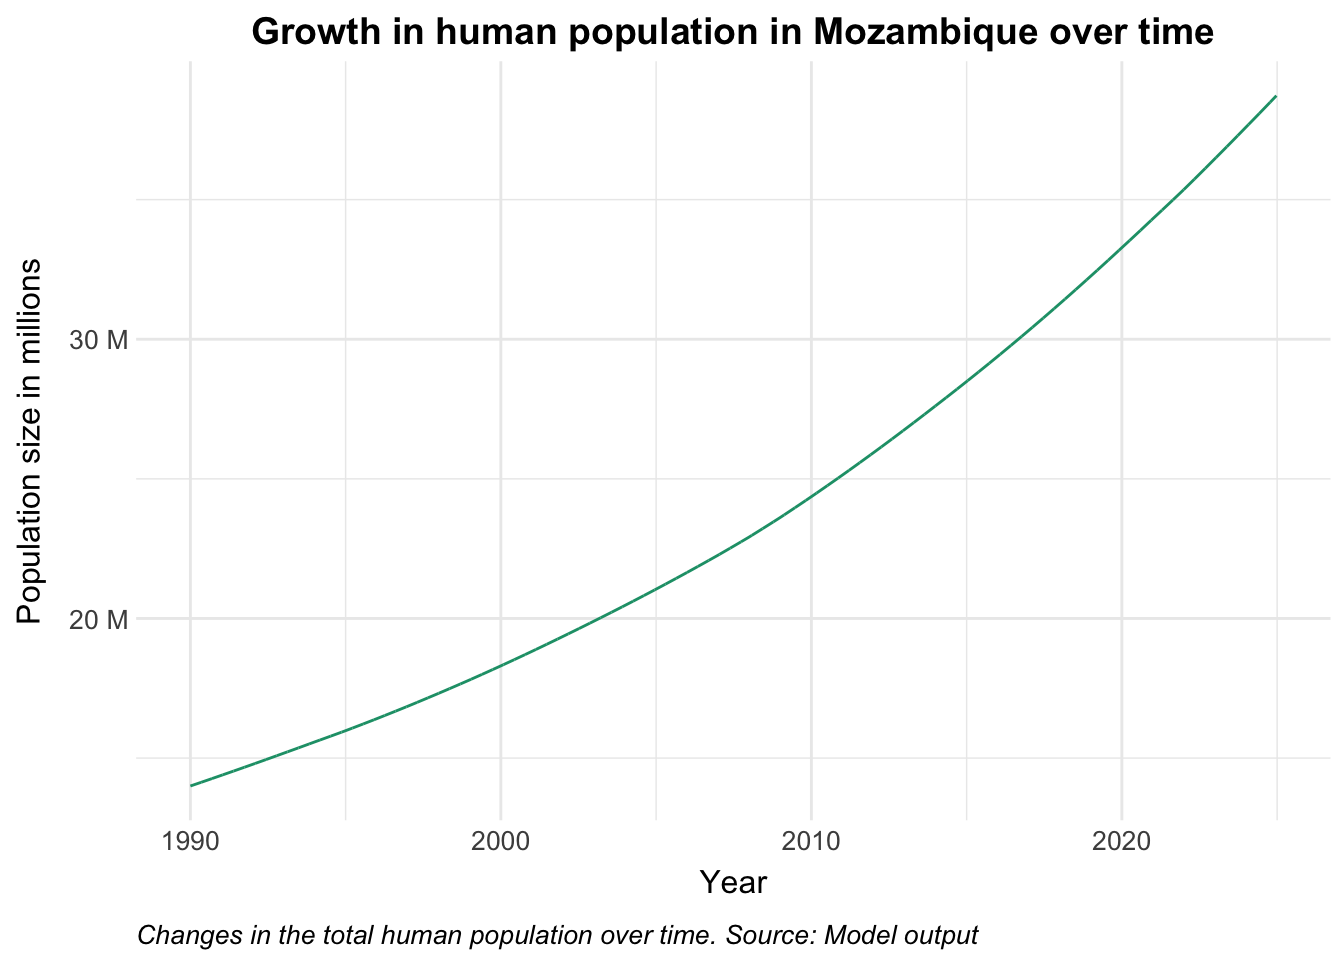 Growth in human population in Mozambique over time
Population size in millions
30 M
20 M
1990
2000
2010
2020
Year
Changes in the total human population over time. Source: Model output